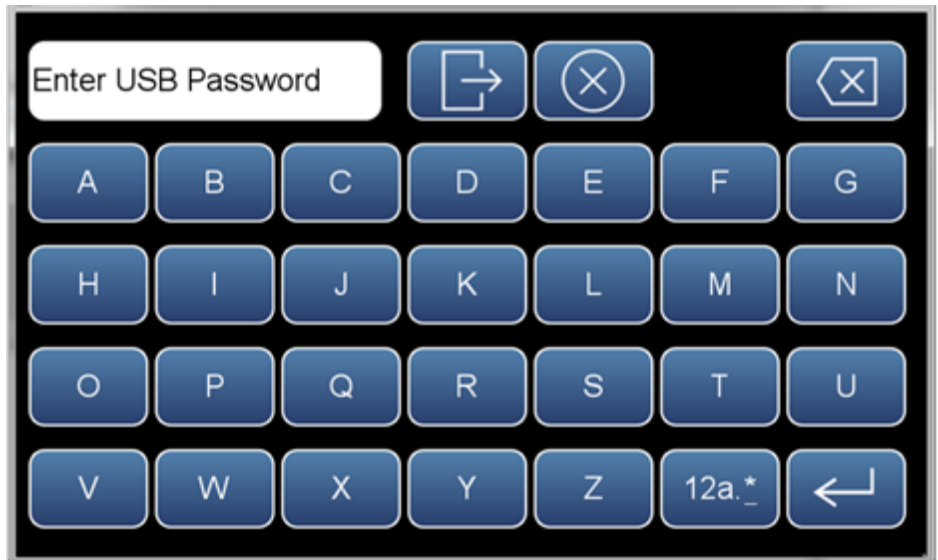 Enter USB Password
A B C D E F G
H I J K L M N
O P Q R S T U
V W X Y Z 12a.*_